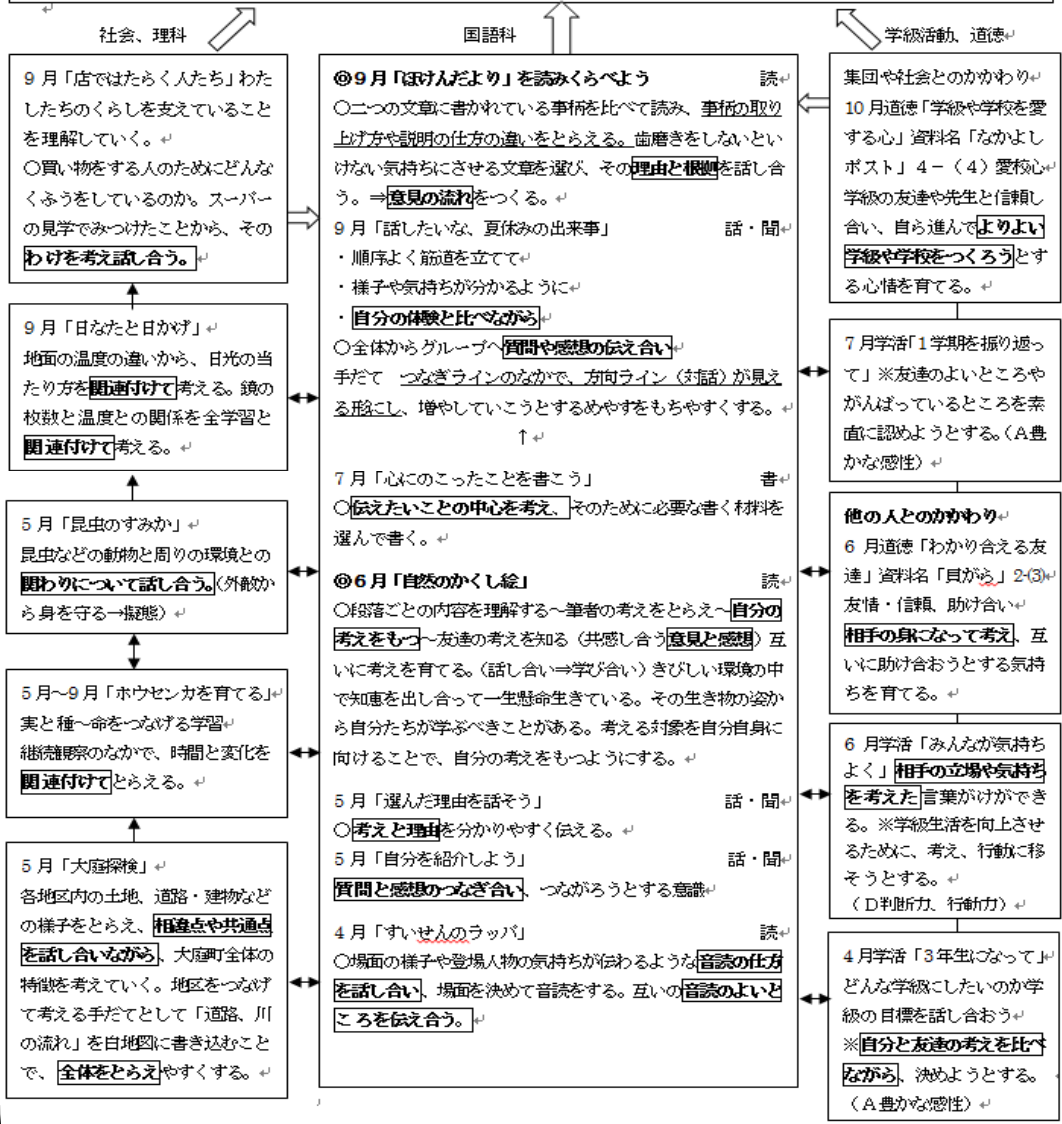 社会、理科
9月「店ではたらく人たち」わた
したちのくらしを支えていること
を理解していく。
○買い物をする人のためにどんな
くふうをしているのか。スーパー
の見学でみつけたことから、その
わけを考え話し合う。
9月「日なたと日かげ」
地面の温度の違いから、日光の当
たり方を関連付けて考える。鏡の
枚数と温度との関係を全学習と
関連付けて考える。
5月「昆虫のすみか」
昆虫などの動物と周りの環境との
関わりについて話し合う。(外敵か
ら身を守る→擬態)
5月～9月「ホウセンカを育てる」
実と種～命をつなげる学習
継続観察のなかで、時間と変化を
関連付けてとらえる。
5月「大庭探検」
各地区内の土地、道路・建物など
の様子をとらえ、相違点や共通点
を話し合いながら、大庭町全体の
特徴を考えていく。地区をつなげ
て考える手だてとして「道路、川
の流れ」を白地図に書き込むこと
で、全体をとらえやすくする。
国語科
◎9月「ほけんだより」を読みくらべよう 読
○二つの文章に書かれている事柄を比べて読み、事柄の取り
上げ方や説明の仕方の違いをとらえる。歯磨きをしないとい
けない気持ちにさせる文章を選び、その理由と根拠を話し合
う。⇒意見の流れをつくる。
9月「話したいな、夏休みの出来事」 話・聞
・順序よく筋道を立てて
・様子や気持ちが分かるように
・自分の体験と比べながら
○全体からグループへ質問や感想の伝え合い
手だて つなぎラインのなかで、方向ライン(対話)が見え
る形にし、増やしていこうとするめやすをもちやすくする。
↑
7月「心にのこったことを書こう」 書
○伝えたいことの中心を考え、そのために必要な書く材料を
選んで書く。
◎6月「自然のかくし絵」 読
○段落ごとの内容を理解する～筆者の考えをとらえ～自分の
考えをもつ～友達の考えを知る(共感し合う意見と感想)互
いに考えを育てる。(話し合い⇒学び合い)きびしい環境の中
で知恵を出し合って一生懸命生きている。その生き物の姿か
ら自分たちが学ぶべきことがある。考える対象を自分自身に
向けることで、自分の考えをもつようにする。
5月「選んだ理由を話そう」 話・聞
○考えと理由を分かりやすく伝える。
5月「自分を紹介しよう」 話・聞
質問と感想のつなぎ合い、つながろうとする意識
4月「すいせんのラッパ」 読
○場面の様子や登場人物の気持ちが伝わるような音読の仕方
を話し合い、場面を決めて音読をする。互いの音読のよいと
ころを伝え合う。
学級活動、道徳
集団や社会とのかかわり
10月道徳「学級や学校を愛
する心」資料名「なかよし
ポスト」4－(4)愛校心
学級の友達や先生と信頼し
合い、自ら進んでよりよい
学級や学校をつくろうとす
る心情を育てる。
7月学活「1学期を振り返っ
て」※友達のよいところや
がんばっているところを素
直に認めようとする。(A豊
かな感性)
他の人とのかかわり
6月道徳「わかり合える友
達」資料名「貝がら」2-(3)
友情・信頼、助け合い
相手の身になって考え、互
いに助け合おうとする気持
ちを育てる。
6月学活「みんなが気持ち
よく」相手の立場や気持ち
を考えた言葉がけができ
る。※学級生活を向上させ
るために、考え、行動に移
そうとする。
(D判断力、行動力)
4月学活「3年生になって」
どんな学級にしたいのか学
級の目標を話し合おう
※自分と友達の考えを比べ
ながら、決めようとする。
(A豊かな感性)